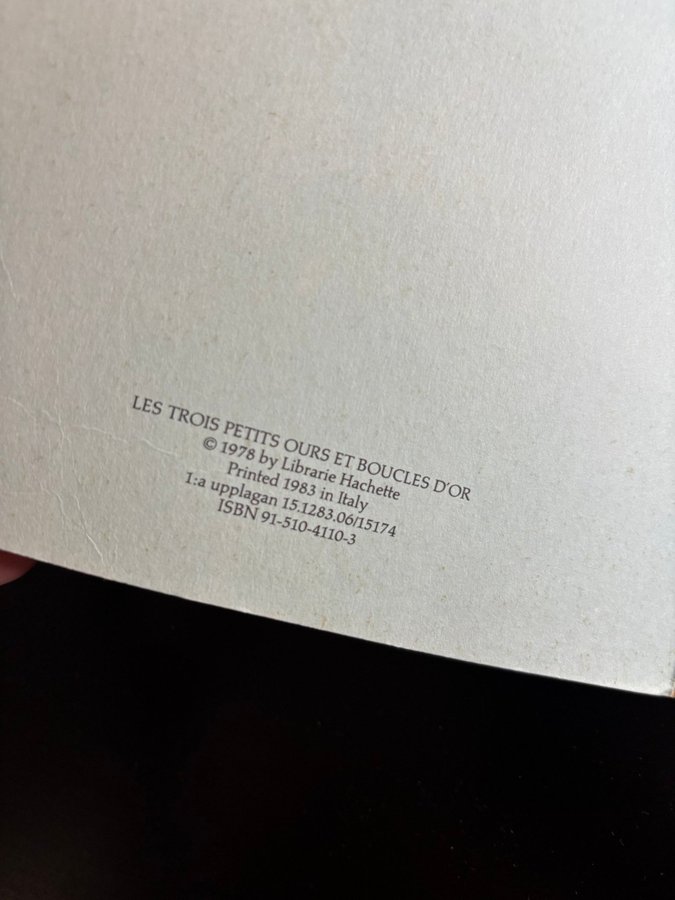 LES TROIS PETITS OURS ET BOUCLES D'OR
© 1978 by Librarie Hachette
Printed 1983 in Italy
1:a upplagan 15.1283.06/15174
ISBN 91-510-4110-3